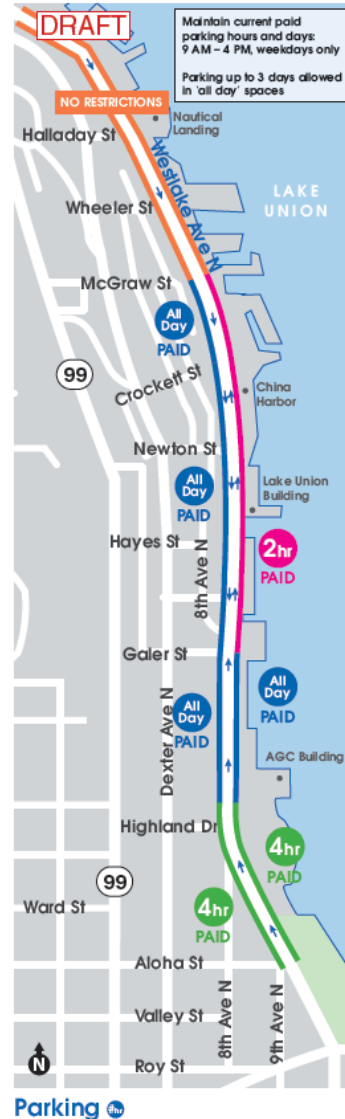 DRAFT
Maintain current paid
parking hours and days:
9 AM – 4 PM, weekdays only
Parking up to 3 days allowed
in 'all day' spaces
NO RESTRICTIONS
Nautical
Landing
Halladay St
Westlake Ave N
LAKE
UNION
Wheeler St
McGraw St
All
Day
PAID
99
Crockett St
China
Harbor
Newton St
All
Day
PAID
Lake Union
Building
Hayes St
8th Ave N
2hr
PAID
Galer St
All
Day
PAID
All
Day
PAID
Dexter Ave N
AGC Building
Highland Dr
4hr
PAID
99
Ward St
4hr
PAID
Aloha St
8th Ave N
9th Ave N
Valley St
N
Roy St
Parking #hr